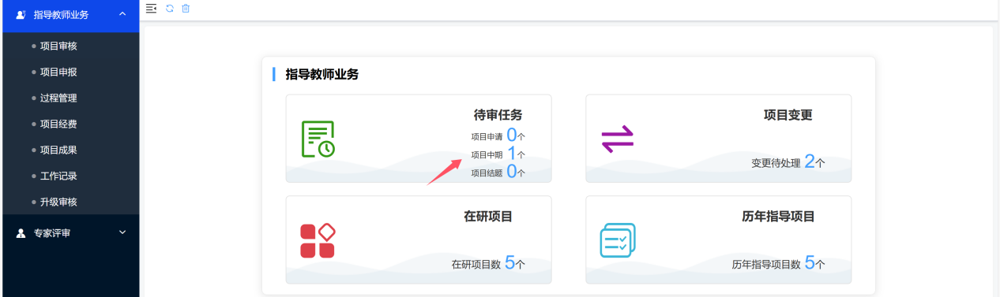 指导教师业务
项目审核
项目申报
过程管理
项目经费
项目成果
工作记录
升级审核
专家评审
指导教师业务
待审任务
项目申请 0个
项目中期 1个
项目结题 0个
项目变更
变更待处理 2个
在研项目
在研项目数 5个
历年指导项目
历年指导项目数 5个